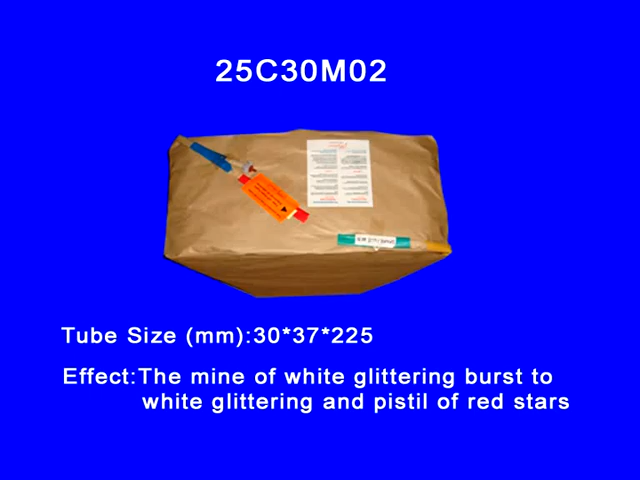 25C30M02
Tube Size (mm):30*37*225
Effect:The mine of white glittering burst to
white glittering and pistil of red stars